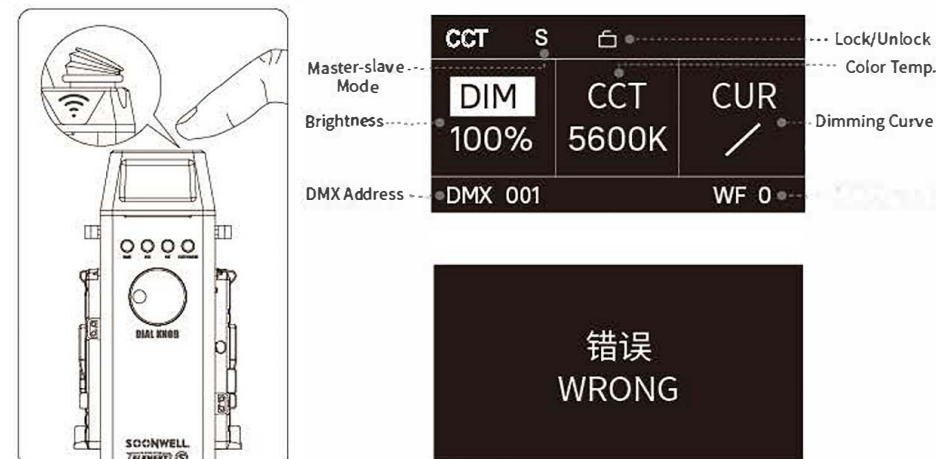 DIAL KNOB
SOONWELL
ELEMENT S
CCT S
Lock/Unlock
Master-slave Mode
Color Temp.
DIM CCT CUR
Brightness
Dimming Curve
100% 5600K
DMX Address
DMX 001 WF 0
错误
WRONG